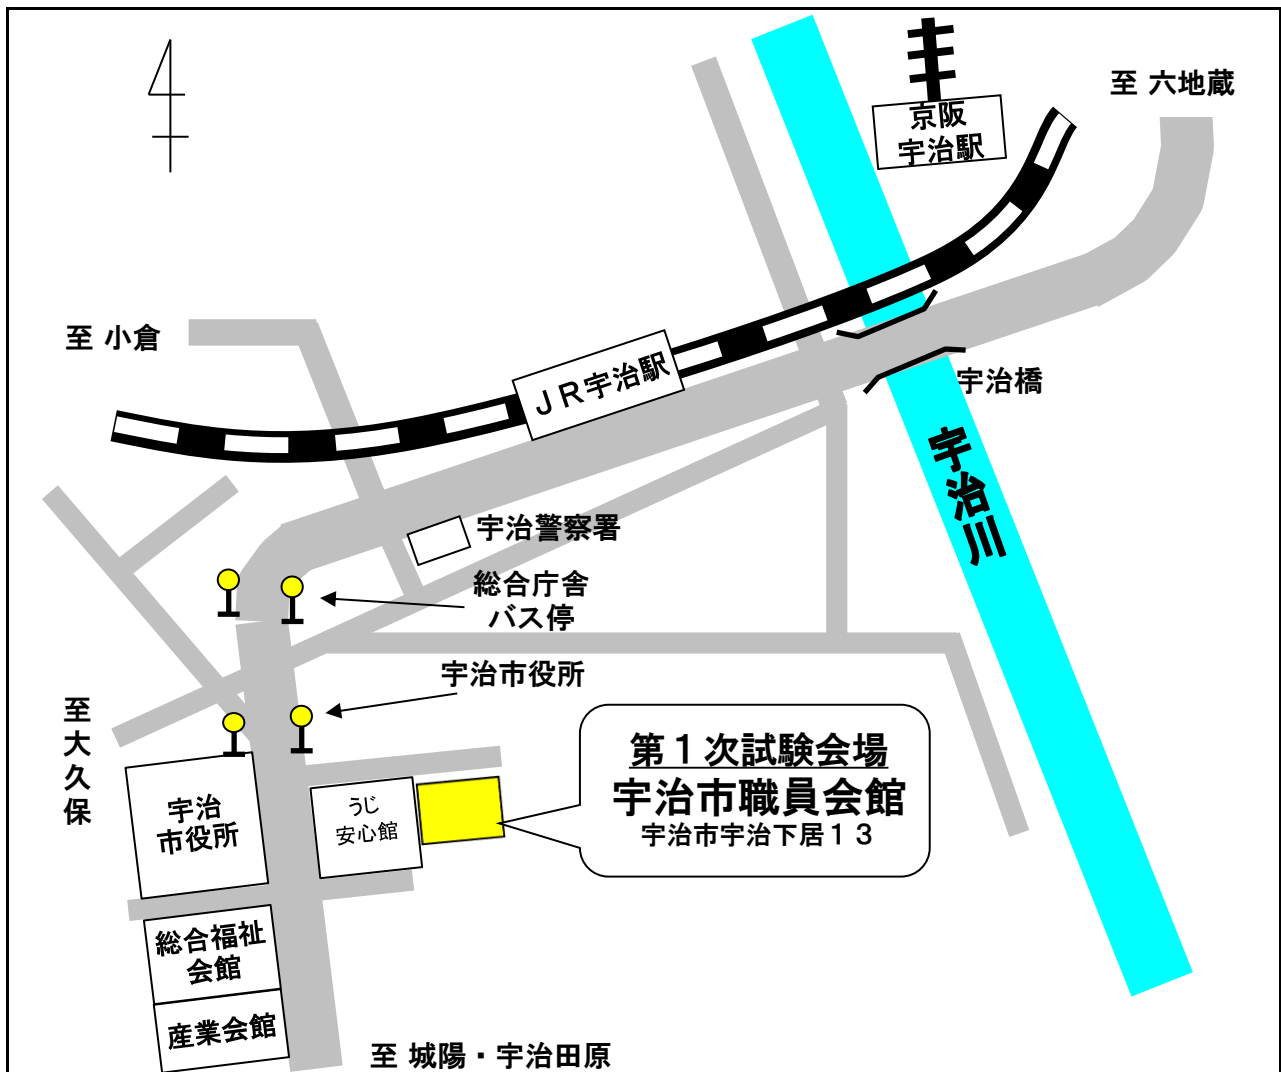 京阪
宇治駅
至 六地蔵
至 小倉
ＪＲ宇治駅
宇治橋
宇治川
宇治警察署
総合庁舎
バス停
宇治市役所
至大久保
第１次試験会場
宇治市職員会館
宇治市宇治下居１３
宇治
市役所
うじ
安心館
総合福祉
会館
産業会館
至 城陽・宇治田原